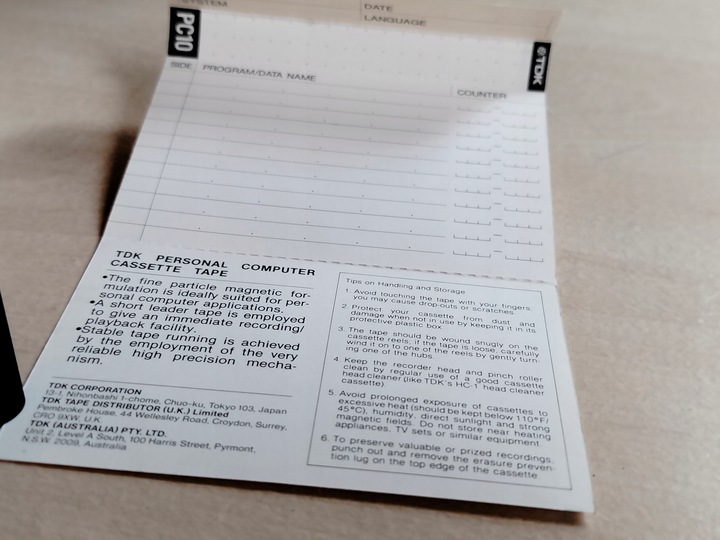 SYSTEM
DATE
LANGUAGE
PC10
TDK
SIDE PROGRAM/DATA NAME
COUNTER
TDK PERSONAL COMPUTER
CASSETTE TAPE
•The fine particle magnetic for-
mulation is ideally suited for per-
sonal computer applications.
•A short leader tape is employed
to give an immediate recording/
playback facility.
•Stable tape running is achieved
by the employment of the very
reliable high precision mecha-
nism.
TDK CORPORATION
13-1, Nihonbashi 1-chome, Chuo-ku, Tokyo 103, Japan
TDK TAPE DISTRIBUTOR (U.K.) Limited
Pembroke House, 44 Wellesley Road, Croydon, Surrey,
CR0 9XW, U.K.
TDK (AUSTRALIA) PTY. LTD.
Unit 2, Level A South, 100 Harris Street, Pyrmont,
N.S.W. 2009, Australia
Tips on Handling and Storage
1. Avoid touching the tape with your fingers
you may cause drop-outs or scratches.
2. Protect your cassette from dust and
damage when not in use by keeping it in its
protective plastic box.
3. The tape should be wound snugly on the
cassette reels; if the tape is loose, carefully
wind it on to one of the reels by gently turn-
ing one of the hubs.
4. Keep the recorder head and pinch roller
clean by regular use of a good cassette
head cleaner (like TDK's HC-1 head cleaner
cassette).
5. Avoid prolonged exposure of cassettes to
excessive heat (should be kept below 110°F/
45°C), humidity, direct sunlight and strong
magnetic fields. Do not store near heating
appliances, TV sets or similar equipment.
6. To preserve valuable or prized recordings,
punch out and remove the erasure preven-
tion lug on the top edge of the cassette.